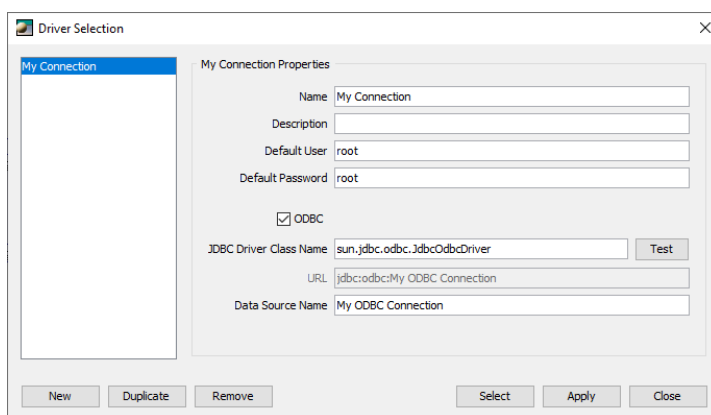 Driver Selection
My Connection
My Connection Properties
Name My Connection
Description
Default User root
Default Password root
ODBC
JDBC Driver Class Name sun.jdbc.odbc.JdbcOdbcDriver Test
URL jdbc:odbc:My ODBC Connection
Data Source Name My ODBC Connection
New Duplicate Remove Select Apply Close